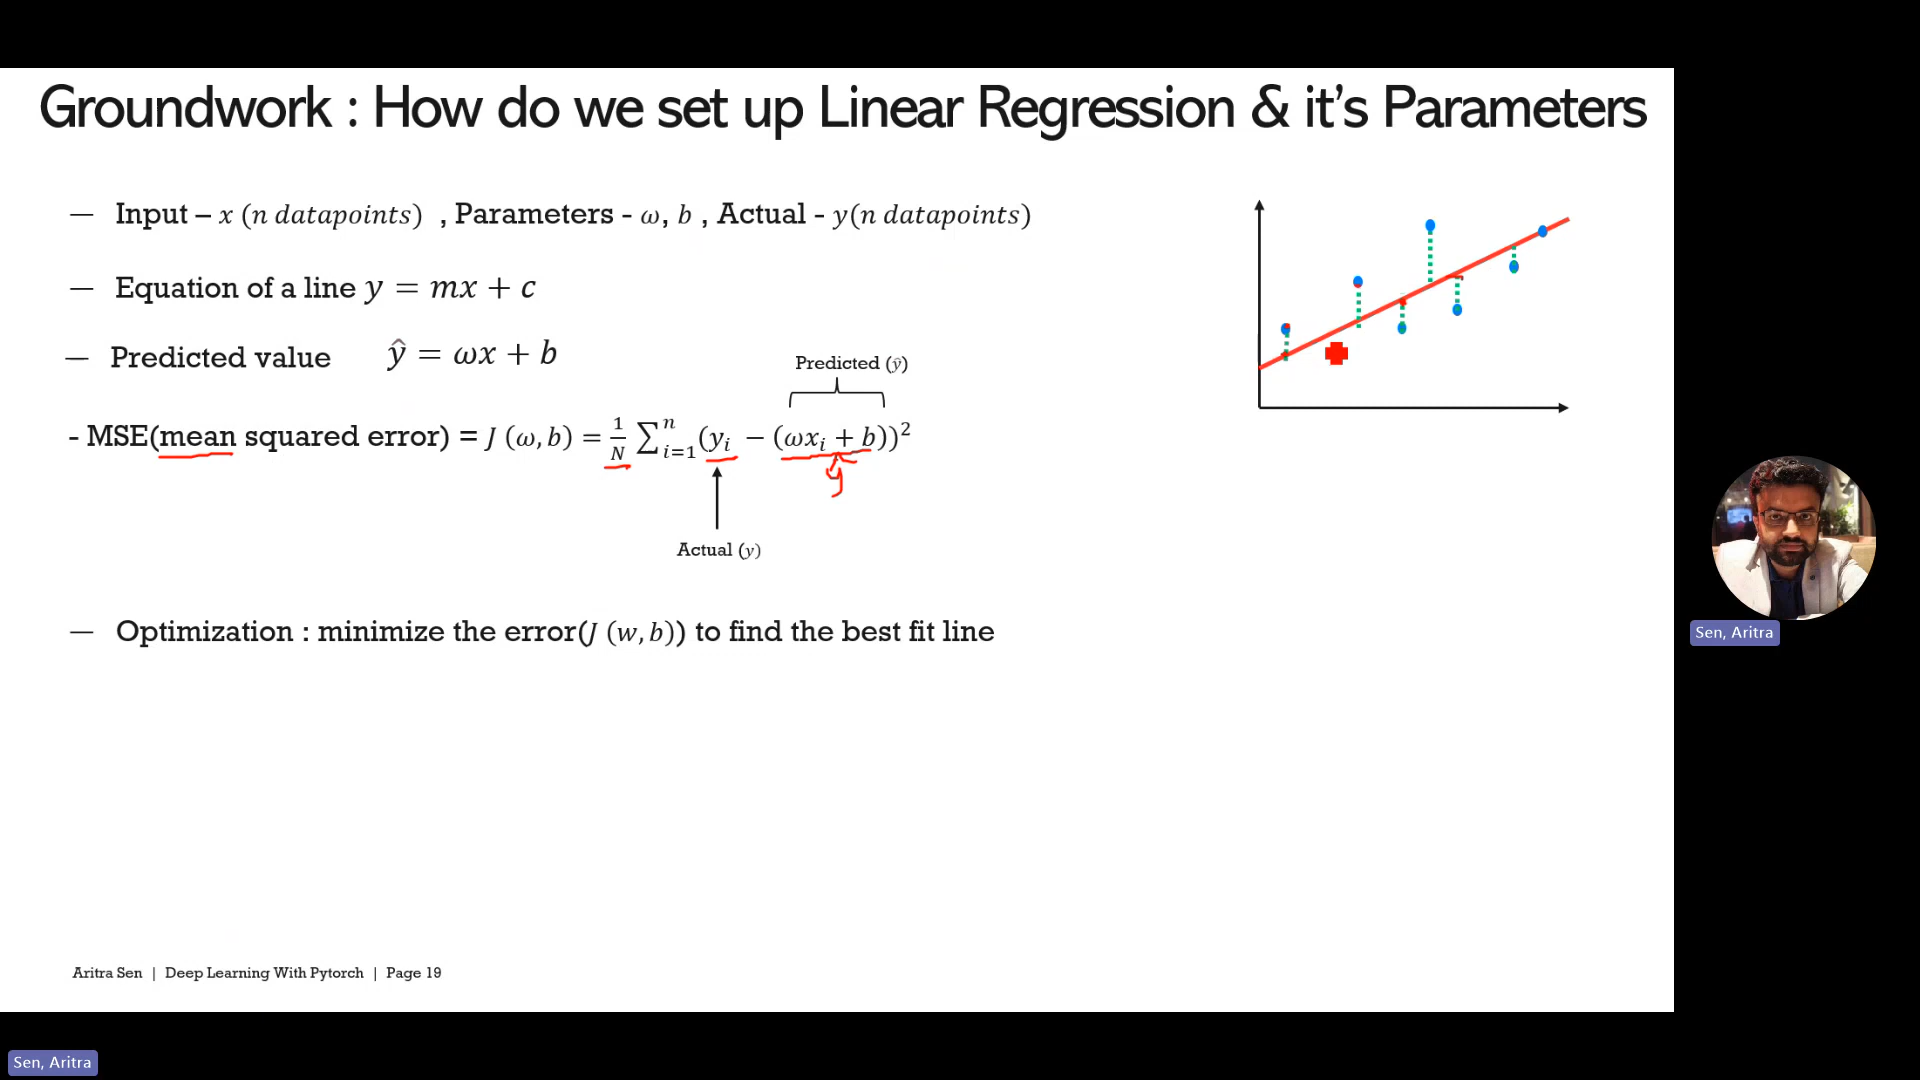 Groundwork : How do we set up Linear Regression & it's Parameters
— Input – x (n datapoints) , Parameters - ω, b , Actual - y(n datapoints)
— Equation of a line y = mx + c
— Predicted value ŷ = ωx + b
Predicted (ŷ)
- MSE(mean squared error) = J (ω, b) = 1/N ∑ⁿᵢ₌₁ (yᵢ − (ωxᵢ + b))²
ŷ
Actual (y)
— Optimization : minimize the error(J (w, b)) to find the best fit line
Sen, Aritra
Aritra Sen | Deep Learning With Pytorch | Page 19
Sen, Aritra